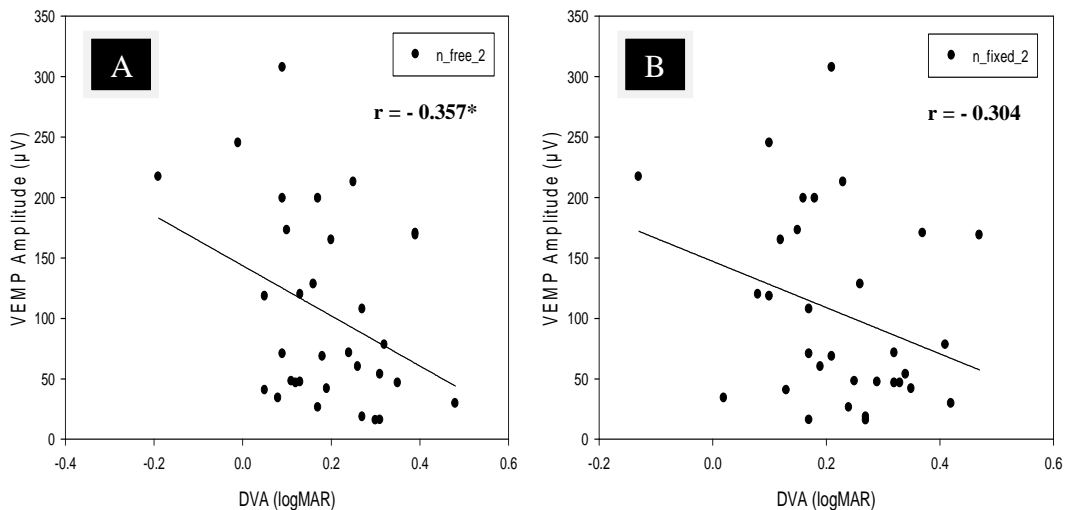 A
n_free_2
r = - 0.357*
VEMP Amplitude (µV)
350
300
250
200
150
100
50
0
-0.4
-0.2
0.0
0.2
0.4
0.6
DVA (logMAR)
B
n_fixed_2
r = - 0.304
VEMP Amplitude (µV)
350
300
250
200
150
100
50
0
-0.2
0.0
0.2
0.4
0.6
DVA (logMAR)